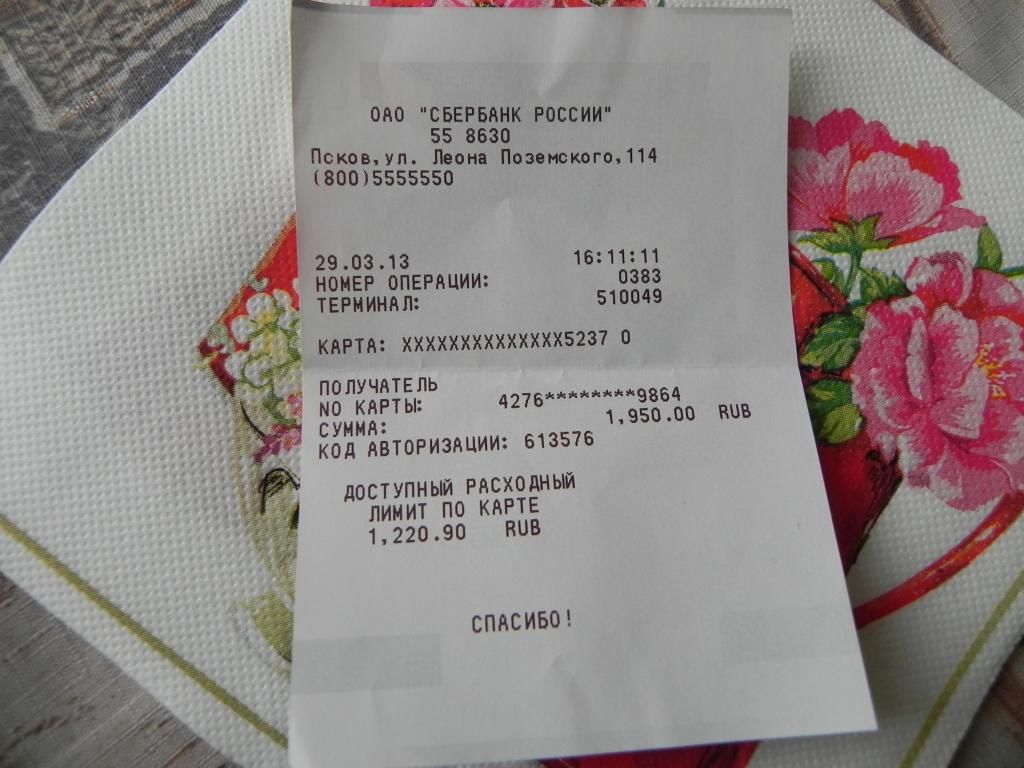 ОАО "СБЕРБАНК РОССИИ"
55 8630
Псков,ул. Леона Поземского,114
(800)5555550
29.03.13 16:11:11
НОМЕР ОПЕРАЦИИ: 0383
ТЕРМИНАЛ: 510049
КАРТА: XXXXXXXXXXXXXX5237 0
ПОЛУЧАТЕЛЬ
NO КАРТЫ: 4276********9864
СУММА: 1,950.00 RUB
КОД АВТОРИЗАЦИИ: 613576
ДОСТУПНЫЙ РАСХОДНЫЙ
ЛИМИТ ПО КАРТЕ
1,220.90 RUB
СПАСИБО!